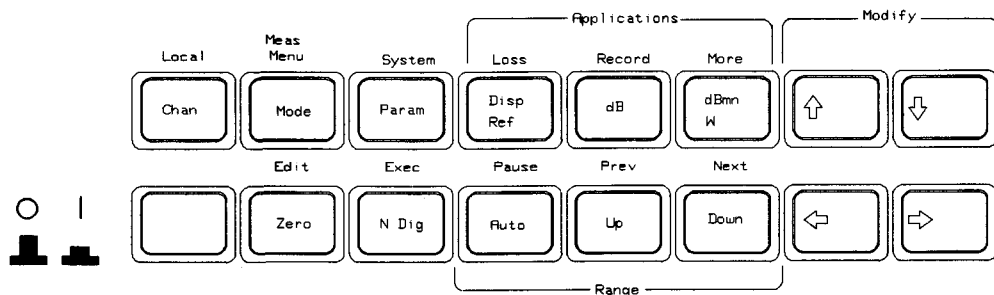 Applications Modify
Meas
Local Menu System Loss Record More
Chan Mode Param Disp Ref dB dBmn W
Edit Exec Pause Prev Next
Zero N Dig Auto Up Down
Range